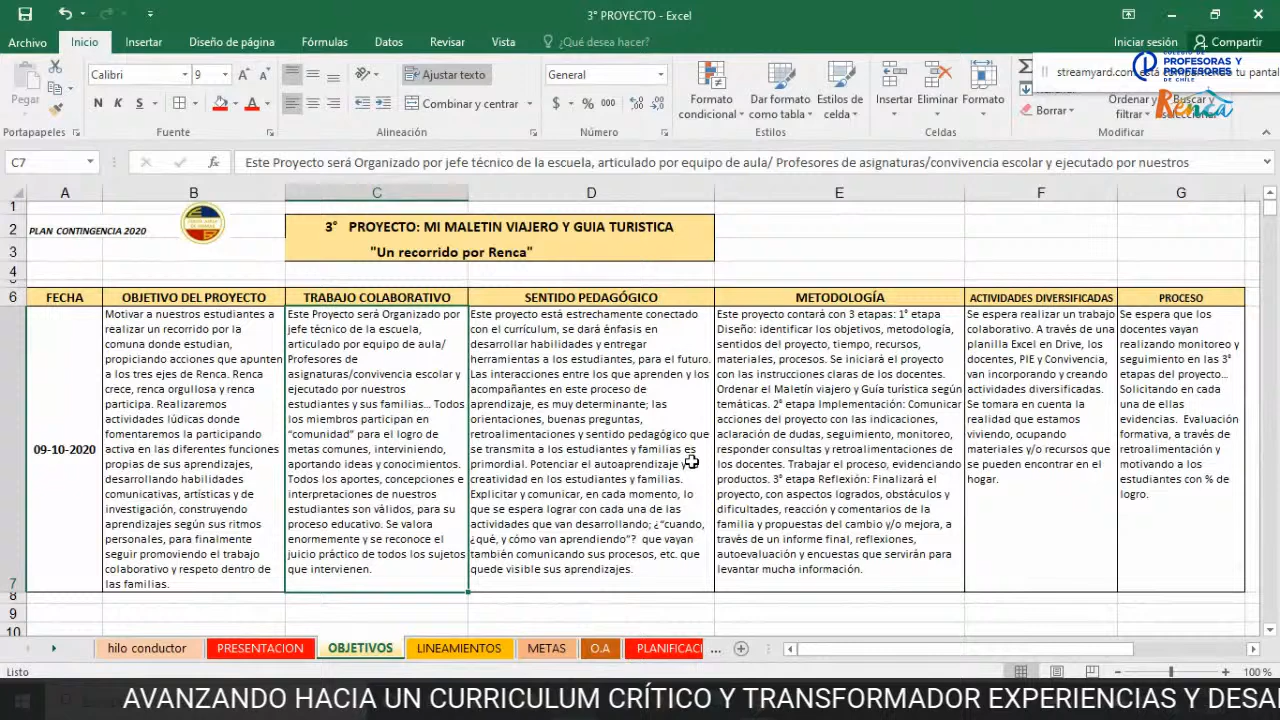 3° PROYECTO - Excel
Archivo Inicio Insertar Diseño de página Fórmulas Datos Revisar Vista ¿Qué desea hacer? Iniciar sesión Compartir
COLEGIO DE
PROFESORAS Y
PROFESORES
DE CHILE
streamyard.com está compartiendo tu pantal
Renca
Pegar
Calibri 9
N K S
Ajustar texto
Combinar y centrar
General
$ % 000
Formato condicional
Dar formato como tabla
Estilos de celda
Insertar Eliminar Formato
Borrar
Ordenar y filtrar
Buscar y seleccionar
Portapapeles Fuente Alineación Número Estilos Celdas Modificar
C7 fx Este Proyecto será Organizado por jefe técnico de la escuela, articulado por equipo de aula/ Profesores de asignaturas/convivencia escolar y ejecutado por nuestros
A B C D E F G
1
2
3
4
6
7
8
9
10
PLAN CONTINGENCIA 2020
3° PROYECTO: MI MALETIN VIAJERO Y GUIA TURISTICA
"Un recorrido por Renca"
FECHA
09-10-2020
OBJETIVO DEL PROYECTO
Motivar a nuestros estudiantes a
realizar un recorrido por la
comuna donde estudian,
propiciando acciones que apunten
a los tres ejes de Renca. Renca
crece, renca orgullosa y renca
participa. Realizaremos
actividades lúdicas donde
fomentaremos la participando
activa en las diferentes funciones
propias de sus aprendizajes,
desarrollando habilidades
comunicativas, artísticas y de
investigación, construyendo
aprendizajes según sus ritmos
personales, para finalmente
seguir promoviendo el trabajo
colaborativo y respeto dentro de
las familias.
TRABAJO COLABORATIVO
Este Proyecto será Organizado por
jefe técnico de la escuela,
articulado por equipo de aula/
Profesores de
asignaturas/convivencia escolar y
ejecutado por nuestros
estudiantes y sus familias... Todos
los miembros participan en
“comunidad” para el logro de
metas comunes, interviniendo,
aportando ideas y conocimientos.
Todos los aportes, concepciones e
interpretaciones de nuestros
estudiantes son válidos, para su
proceso educativo. Se valora
enormemente y se reconoce el
juicio práctico de todos los sujetos
que intervienen.
SENTIDO PEDAGÓGICO
Este proyecto está estrechamente conectado
con el currículum, se dará énfasis en
desarrollar habilidades y entregar
herramientas a los estudiantes, para el futuro.
Las interacciones entre los que aprenden y los
acompañantes en este proceso de
aprendizaje, es muy determinante; las
orientaciones, buenas preguntas,
retroalimentaciones y sentido pedagógico que
se transmita a los estudiantes y familias es
primordial. Potenciar el autoaprendizaje y
creatividad en los estudiantes y familias.
Explicitar y comunicar, en cada momento, lo
que se espera lograr con cada una de las
actividades que van desarrollando; ¿“cuando,
¿qué, y cómo van aprendiendo”? que vayan
también comunicando sus procesos, etc. que
quede visible sus aprendizajes.
METODOLOGÍA
Este proyecto contará con 3 etapas: 1° etapa
Diseño: identificar los objetivos, metodología,
sentidos del proyecto, tiempo, recursos,
materiales, procesos. Se iniciará el proyecto
con las instrucciones claras de los docentes.
Ordenar el Maletín viajero y Guía turística según
temáticas. 2° etapa Implementación: Comunicar
acciones del proyecto con las indicaciones,
aclaración de dudas, seguimiento, monitoreo,
responder consultas y retroalimentaciones de
los docentes. Trabajar el proceso, evidenciando
productos. 3° etapa Reflexión: Finalizará el
proyecto, con aspectos logrados, obstáculos y
dificultades, reacción y comentarios de la
familia y propuestas del cambio y/o mejora, a
través de un informe final, reflexiones,
autoevaluación y encuestas que servirán para
levantar mucha información.
ACTIVIDADES DIVERSIFICADAS
Se espera realizar un trabajo
colaborativo. A través de una
planilla Excel en Drive, los
docentes, PIE y Convivencia,
van incorporando y creando
actividades diversificadas.
Se tomara en cuenta la
realidad que estamos
viviendo, ocupando
materiales y/o recursos que
se pueden encontrar en el
hogar.
PROCESO
Se espera que los
docentes vayan
realizando monitoreo y
seguimiento en las 3°
etapas del proyecto...
Solicitando en cada
una de ellas
evidencias. Evaluación
formativa, a través de
retroalimentación y
motivando a los
estudiantes con % de
logro.
hilo conductor PRESENTACION OBJETIVOS LINEAMIENTOS METAS O.A PLANIFICACI ...
Listo 100 %
AVANZANDO HACIA UN CURRICULUM CRÍTICO Y TRANSFORMADOR EXPERIENCIAS Y DESA